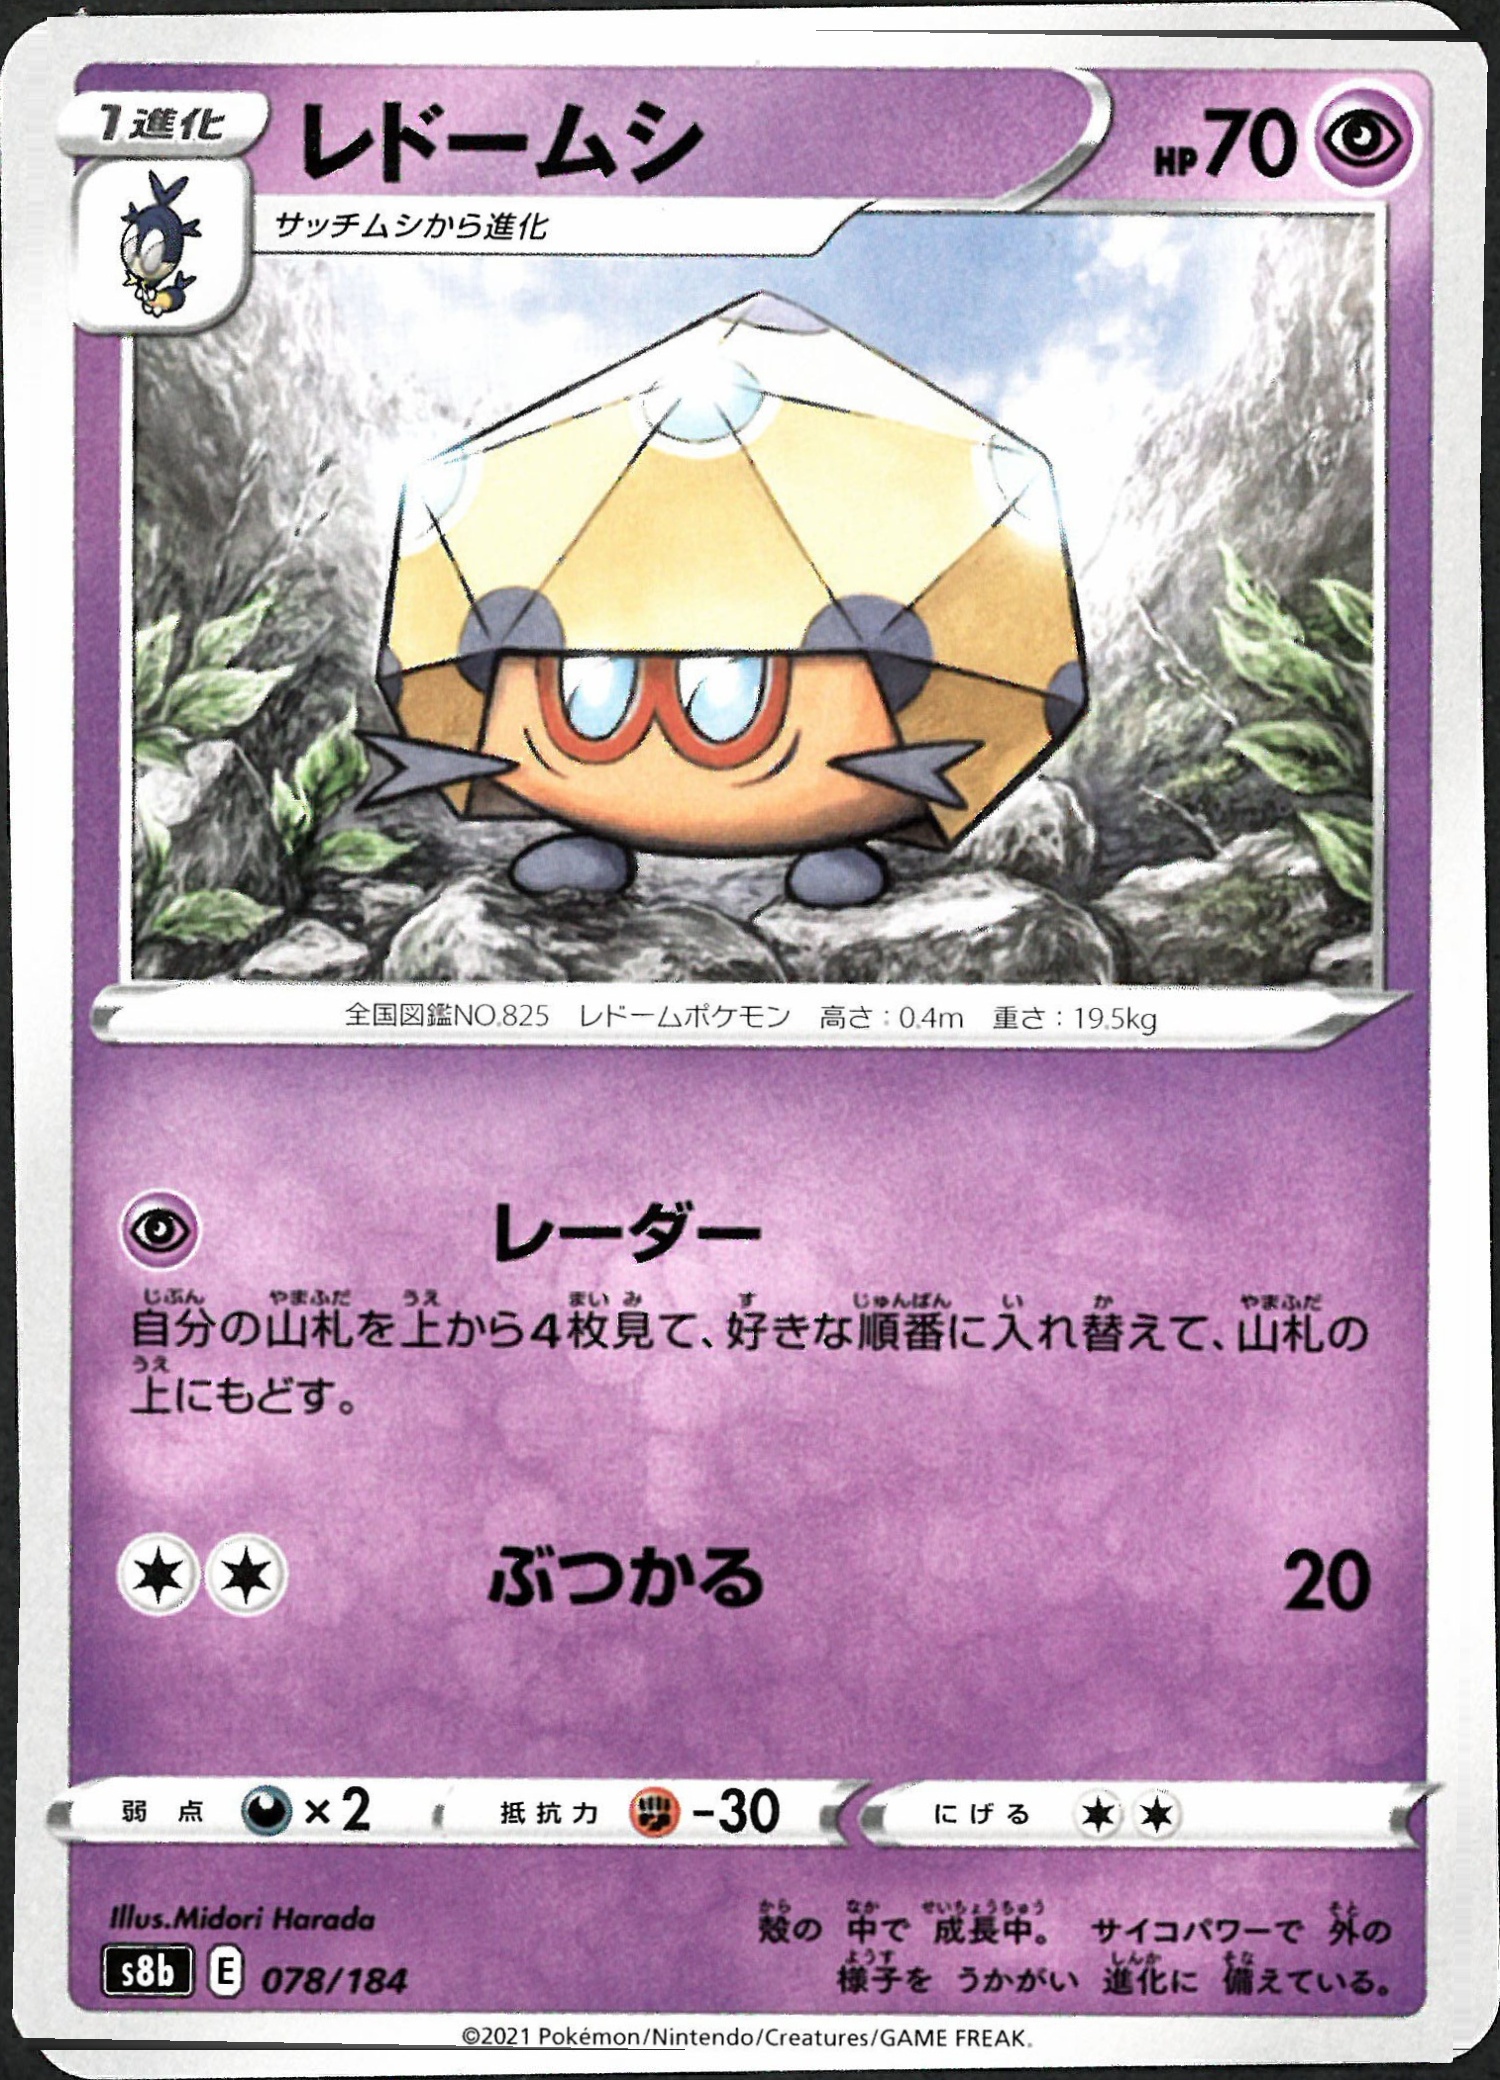 1進化
レドームシ
HP70
サッチムシから進化
全国図鑑NO.825 レドームポケモン 高さ:0.4m 重さ:19.5kg
レーダー
自分の山札を上から4枚見て、好きな順番に入れ替えて、山札の
上にもどす。
ぶつかる 20
弱点 ×2 抵抗力 -30 にげる
Illus.Midori Harada
殻の 中で 成長中。 サイコパワーで 外の
様子を うかがい 進化に 備えている。
s8b E 078/184
©2021 Pokémon/Nintendo/Creatures/GAME FREAK.